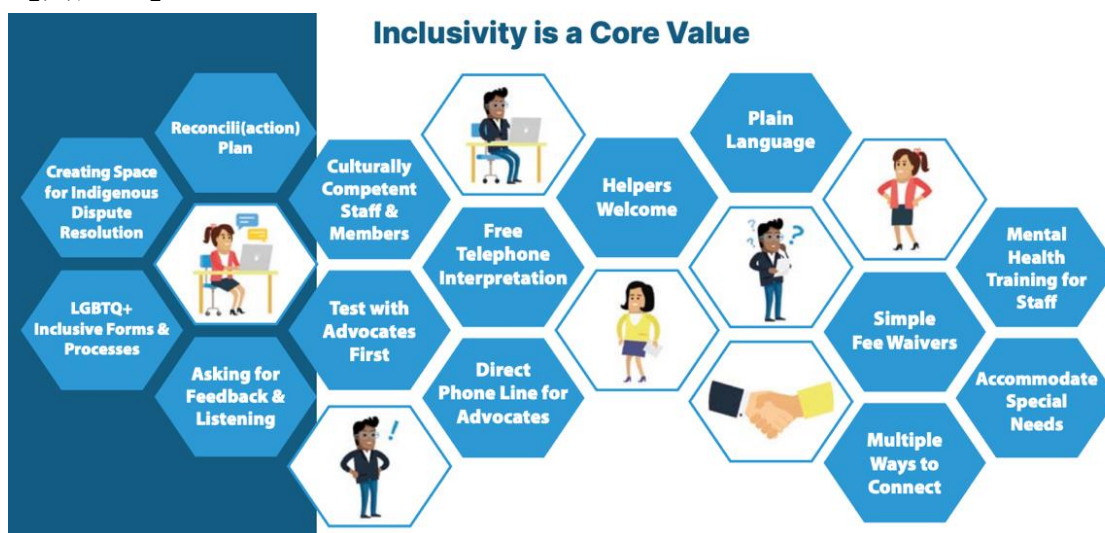 Inclusivity is a Core Value
Reconcili(action)
Plan
Creating Space
for Indigenous
Dispute
Resolution
LGBTQ+
Inclusive Forms &
Processes
Asking for
Feedback &
Listening
Culturally
Competent
Staff &
Members
Test with
Advocates
First
Free
Telephone
Interpretation
Direct
Phone Line for
Advocates
Helpers
Welcome
Plain
Language
Simple
Fee Waivers
Multiple
Ways to
Connect
Mental
Health
Training for
Staff
Accommodate
Special
Needs